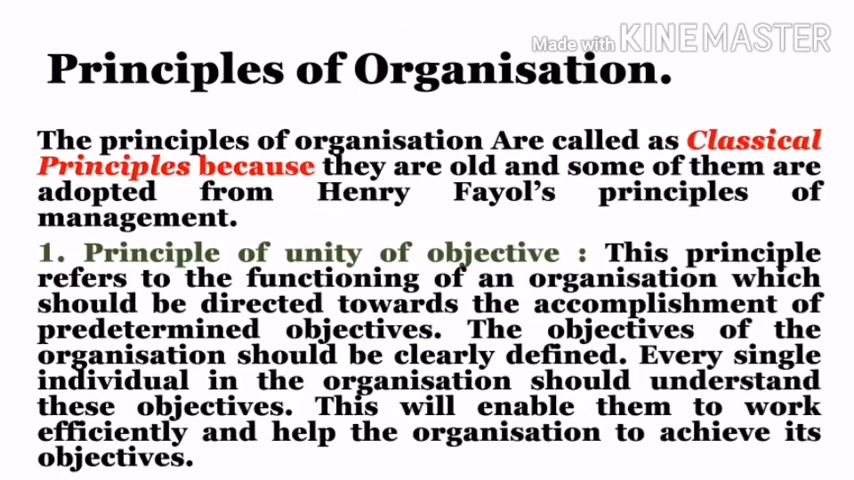 Made with KINEMASTER
Principles of Organisation.
The principles of organisation Are called as Classical
Principles because they are old and some of them are
adopted from Henry Fayol's principles of
management.
1. Principle of unity of objective : This principle
refers to the functioning of an organisation which
should be directed towards the accomplishment of
predetermined objectives. The objectives of the
organisation should be clearly defined. Every single
individual in the organisation should understand
these objectives. This will enable them to work
efficiently and help the organisation to achieve its
objectives.